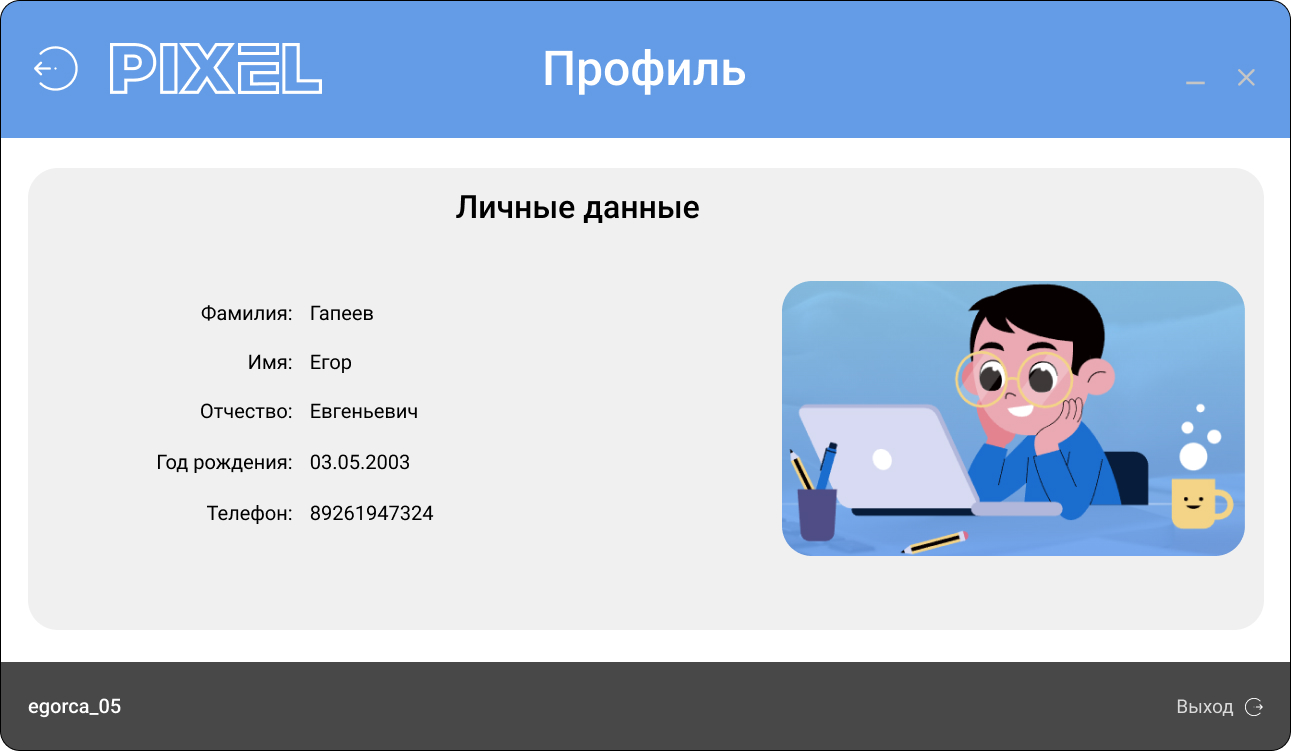 PIXEL
Профиль
Личные данные
Фамилия: Гапеев
Имя: Егор
Отчество: Евгеньевич
Год рождения: 03.05.2003
Телефон: 89261947324
egorca_05
Выход